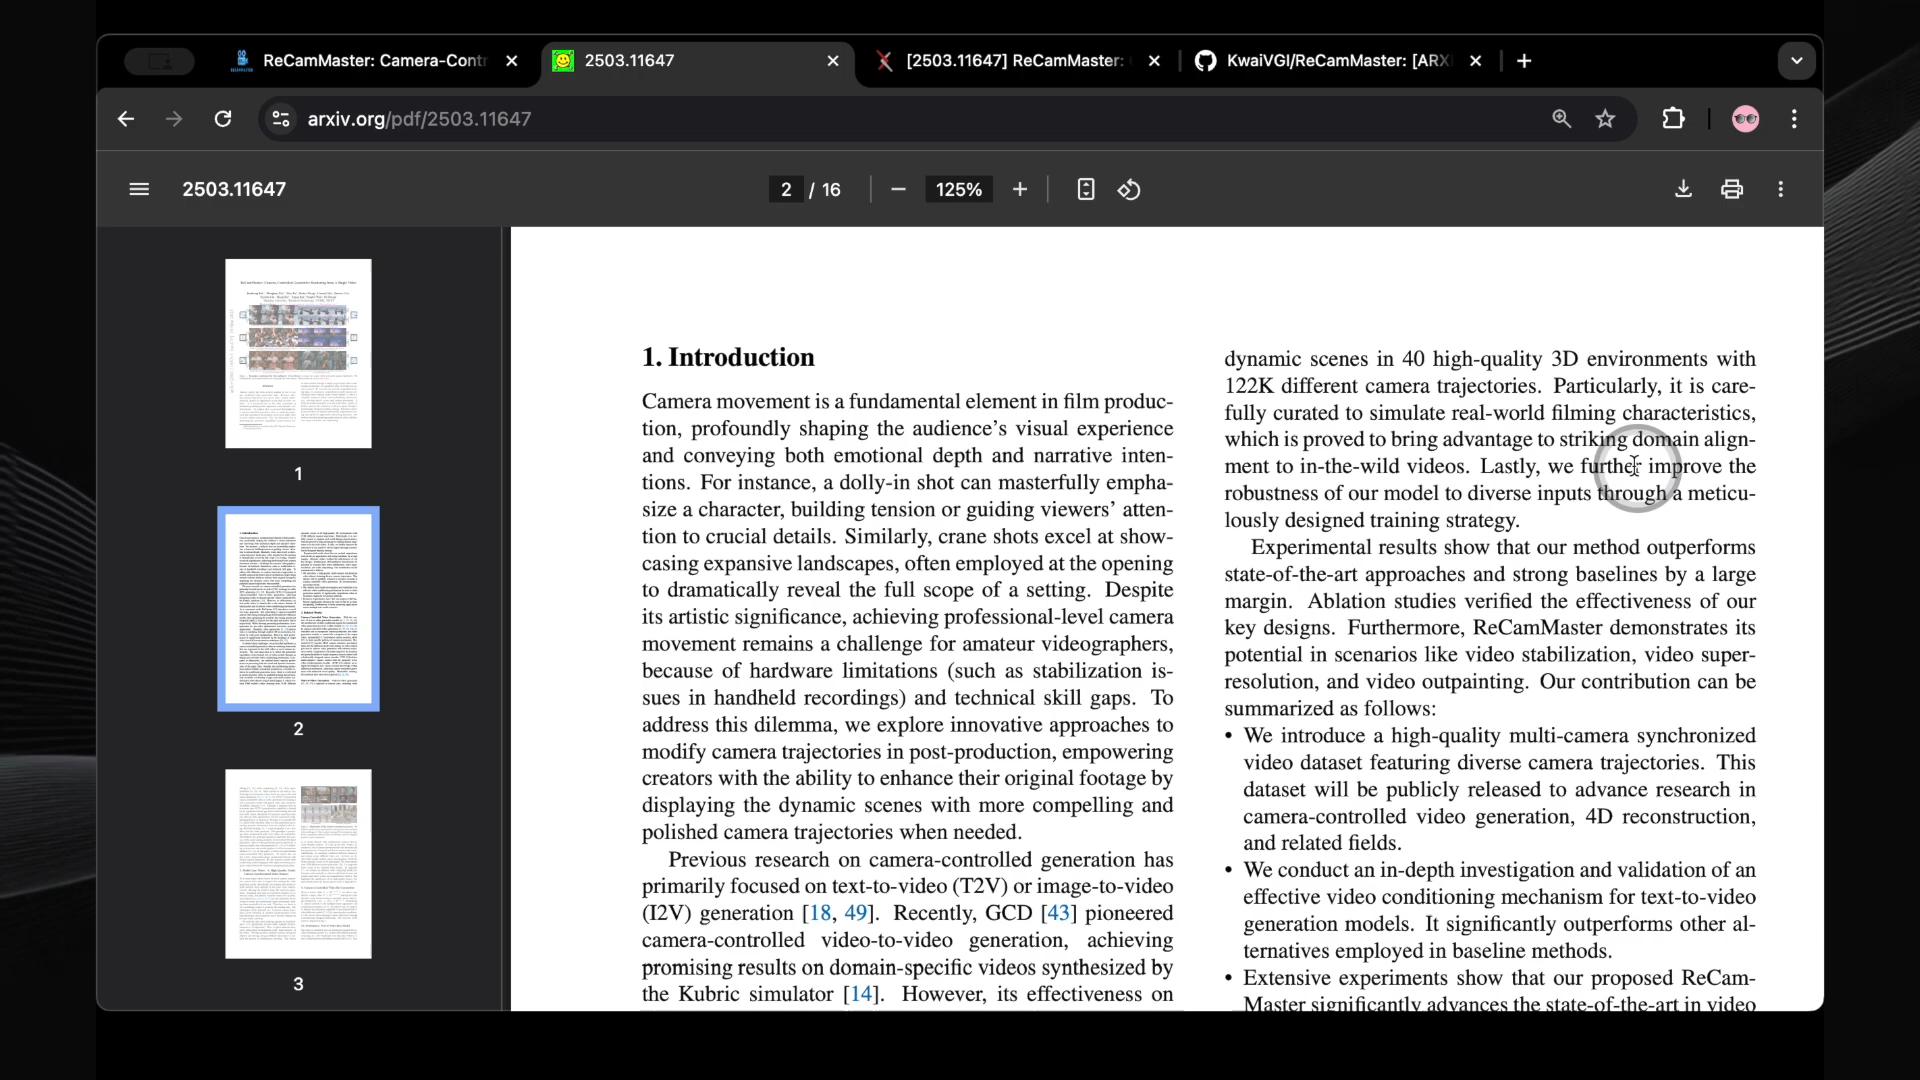 ReCamMaster: Camera-Contr
2503.11647
[2503.11647] ReCamMaster:
KwaiVGI/ReCamMaster: [ARX
arxiv.org/pdf/2503.11647
2503.11647
2 / 16
125%
1
2
3
1. Introduction
Camera movement is a fundamental element in film produc-
tion, profoundly shaping the audience's visual experience
and conveying both emotional depth and narrative inten-
tions. For instance, a dolly-in shot can masterfully empha-
size a character, building tension or guiding viewers' atten-
tion to crucial details. Similarly, crane shots excel at show-
casing expansive landscapes, often employed at the opening
to dramatically reveal the full scope of a setting. Despite
its artistic significance, achieving professional-level camera
movement remains a challenge for amateur videographers,
because of hardware limitations (such as stabilization is-
sues in handheld recordings) and technical skill gaps. To
address this dilemma, we explore innovative approaches to
modify camera trajectories in post-production, empowering
creators with the ability to enhance their original footage by
displaying the dynamic scenes with more compelling and
polished camera trajectories when needed.
Previous research on camera-controlled generation has
primarily focused on text-to-video (T2V) or image-to-video
(I2V) generation [18, 49]. Recently, GCD [43] pioneered
camera-controlled video-to-video generation, achieving
promising results on domain-specific videos synthesized by
the Kubric simulator [14]. However, its effectiveness on
dynamic scenes in 40 high-quality 3D environments with
122K different camera trajectories. Particularly, it is care-
fully curated to simulate real-world filming characteristics,
which is proved to bring advantage to striking domain align-
ment to in-the-wild videos. Lastly, we further improve the
robustness of our model to diverse inputs through a meticu-
lously designed training strategy.
Experimental results show that our method outperforms
state-of-the-art approaches and strong baselines by a large
margin. Ablation studies verified the effectiveness of our
key designs. Furthermore, ReCamMaster demonstrates its
potential in scenarios like video stabilization, video super-
resolution, and video outpainting. Our contribution can be
summarized as follows:
• We introduce a high-quality multi-camera synchronized
video dataset featuring diverse camera trajectories. This
dataset will be publicly released to advance research in
camera-controlled video generation, 4D reconstruction,
and related fields.
• We conduct an in-depth investigation and validation of an
effective video conditioning mechanism for text-to-video
generation models. It significantly outperforms other al-
ternatives employed in baseline methods.
• Extensive experiments show that our proposed ReCam-
Master significantly advances the state-of-the-art in video